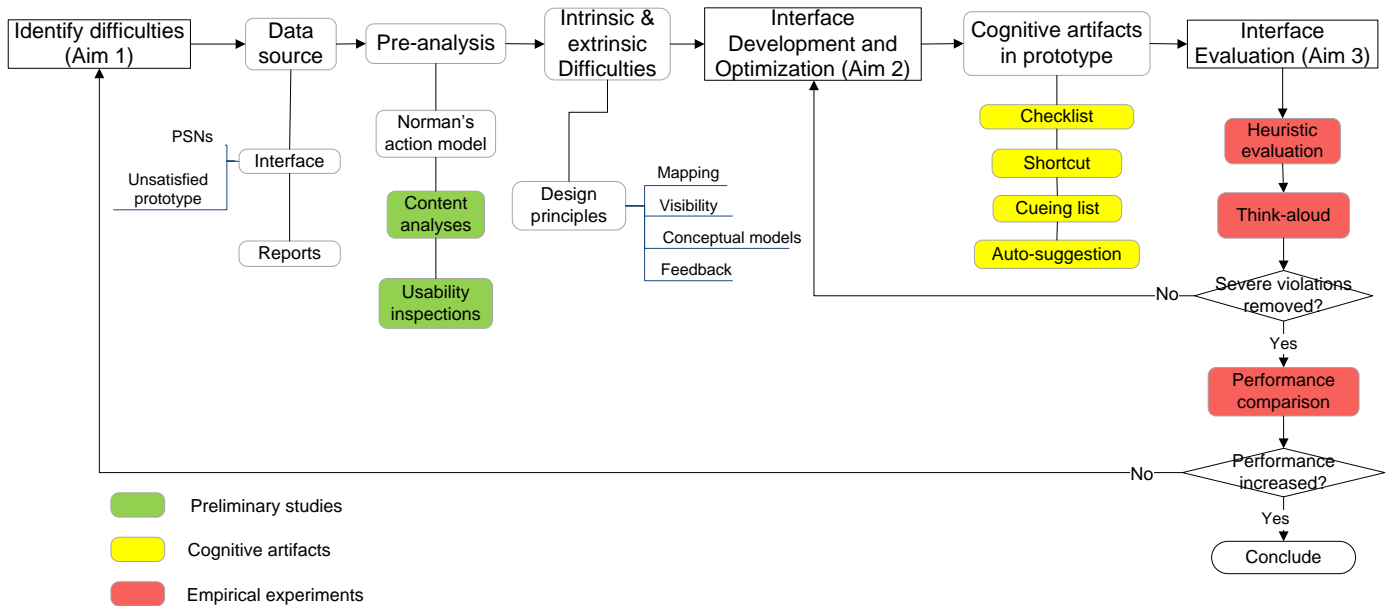 Identify difficulties
(Aim 1)
Data
source
Pre-analysis
Intrinsic &
extrinsic
Difficulties
Interface
Development and
Optimization (Aim 2)
Cognitive artifacts
in prototype
Interface
Evaluation (Aim 3)
PSNs
Interface
Unsatisfied
prototype
Reports
Norman's
action model
Content
analyses
Usability
inspections
Design
principles
Mapping
Visibility
Conceptual models
Feedback
Checklist
Shortcut
Cueing list
Auto-suggestion
Heuristic
evaluation
Think-aloud
Severe violations
removed?
No
Yes
Performance
comparison
Performance
increased?
No
Yes
Conclude
Preliminary studies
Cognitive artifacts
Empirical experiments